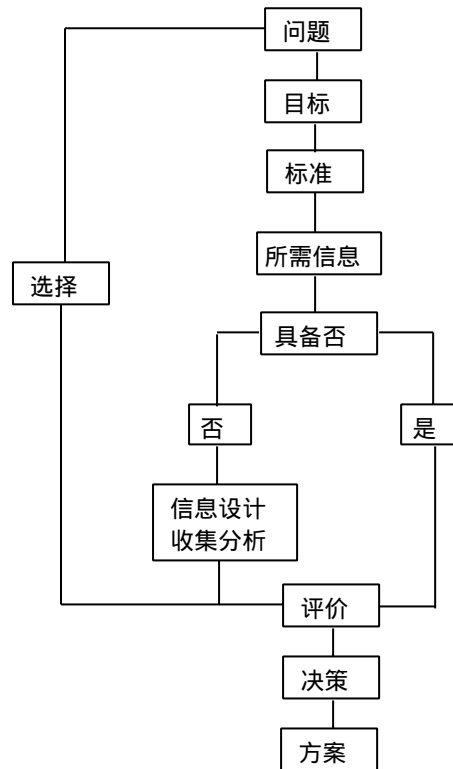 问题
目标
标准
所需信息
选择
具备否
否
是
信息设计
收集分析
评价
决策
方案